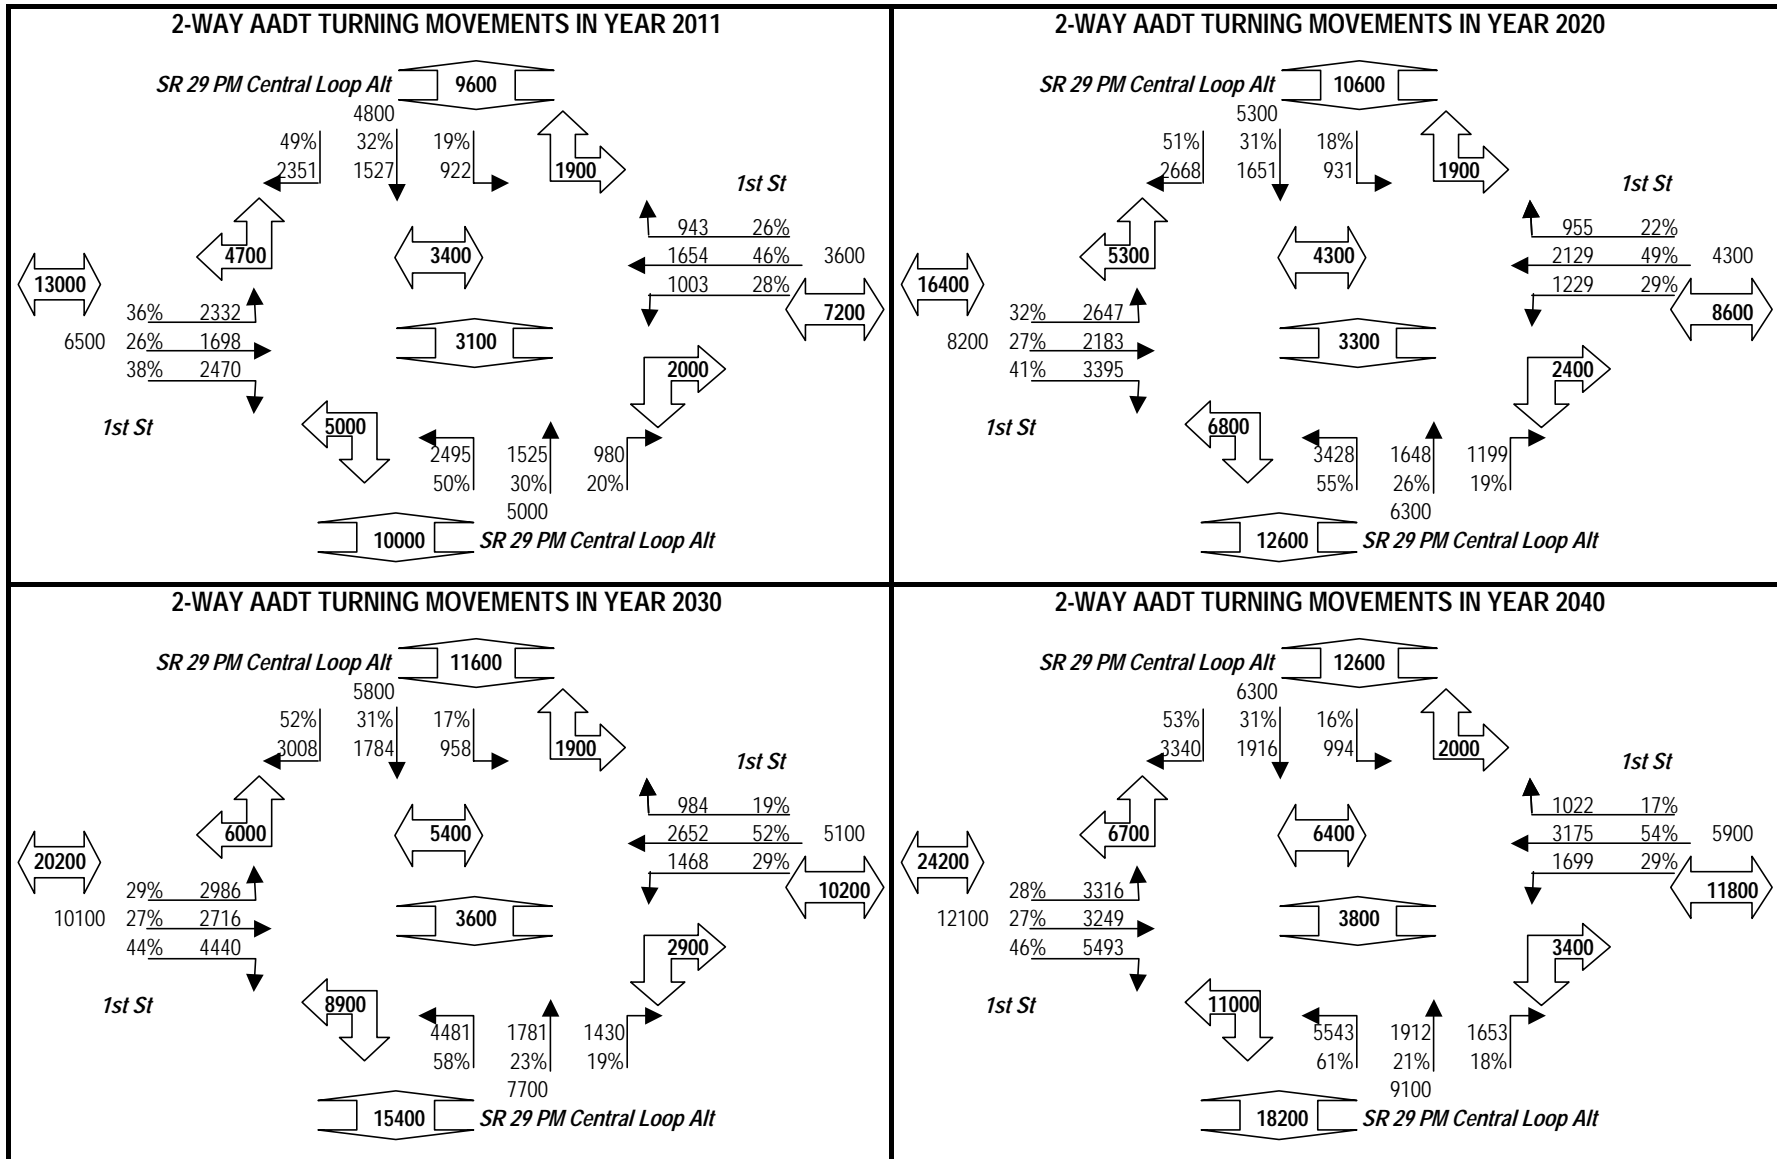 2-WAY AADT TURNING MOVEMENTS IN YEAR 2011
SR 29 PM Central Loop Alt 9600
4800
49% 32% 19%
2351 1527 922
1900
1st St
943 26%
4700 3400 1654 46% 3600
1003 28%
13000
7200
36% 2332
6500 26% 1698 3100
38% 2470
2000
1st St 5000
2495 1525 980
50% 30% 20%
5000
10000 SR 29 PM Central Loop Alt
2-WAY AADT TURNING MOVEMENTS IN YEAR 2020
SR 29 PM Central Loop Alt 10600
5300
51% 31% 18%
2668 1651 931
1900
1st St
955 22%
5300 4300 2129 49% 4300
1229 29%
16400
8600
32% 2647
8200 27% 2183 3300
41% 3395
2400
1st St 6800
3428 1648 1199
55% 26% 19%
6300
12600 SR 29 PM Central Loop Alt
2-WAY AADT TURNING MOVEMENTS IN YEAR 2030
SR 29 PM Central Loop Alt 11600
5800
52% 31% 17%
3008 1784 958
1900
1st St
984 19%
6000 5400 2652 52% 5100
1468 29%
20200
10200
29% 2986
10100 27% 2716 3600
44% 4440
2900
1st St 8900
4481 1781 1430
58% 23% 19%
7700
15400 SR 29 PM Central Loop Alt
2-WAY AADT TURNING MOVEMENTS IN YEAR 2040
SR 29 PM Central Loop Alt 12600
6300
53% 31% 16%
3340 1916 994
2000
1st St
1022 17%
6700 6400 3175 54% 5900
1699 29%
24200
11800
28% 3316
12100 27% 3249 3800
46% 5493
3400
1st St 11000
5543 1912 1653
61% 21% 18%
9100
18200 SR 29 PM Central Loop Alt